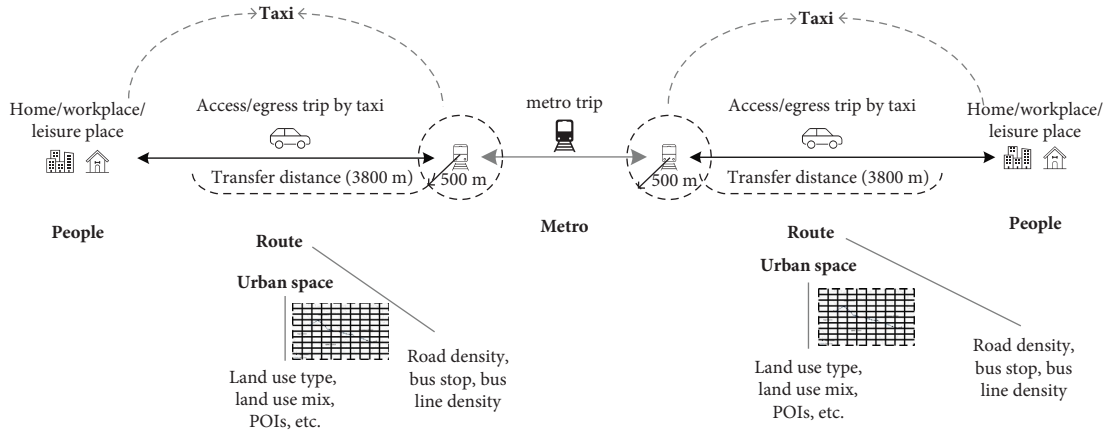 Taxi
Taxi
Home/workplace/
leisure place
Access/egress trip by taxi
metro trip
Access/egress trip by taxi
Home/workplace/
leisure place
Transfer distance (3800 m)
500 m
500 m
Transfer distance (3800 m)
People
Metro
People
Route
Urban space
Land use type,
land use mix,
POIs, etc.
Road density,
bus stop, bus
line density
Route
Urban space
Land use type,
land use mix,
POIs, etc.
Road density,
bus stop, bus
line density